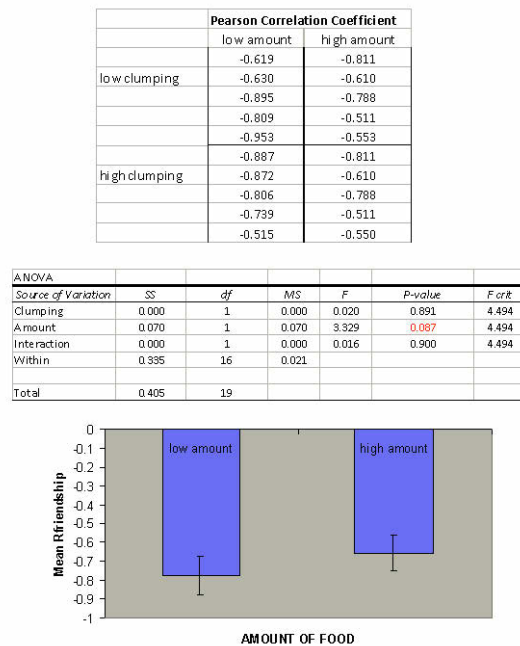 Pearson Correlation Coefficient
low amount high amount
-0.619 -0.811
low clumping -0.630 -0.610
-0.895 -0.788
-0.809 -0.511
-0.953 -0.553
-0.887 -0.811
high clumping -0.872 -0.610
-0.806 -0.788
-0.739 -0.511
-0.515 -0.550
ANOVA
Source of Variation SS df MS F P-value F crit
Clumping 0.000 1 0.000 0.020 0.891 4.494
Amount 0.070 1 0.070 3.329 0.087 4.494
Interaction 0.000 1 0.000 0.016 0.900 4.494
Within 0.335 16 0.021
Total 0.405 19
0
-0.1
-0.2
-0.3
-0.4
-0.5
-0.6
-0.7
-0.8
-0.9
-1
low amount high amount
Mean Rfriendship
AMOUNT OF FOOD